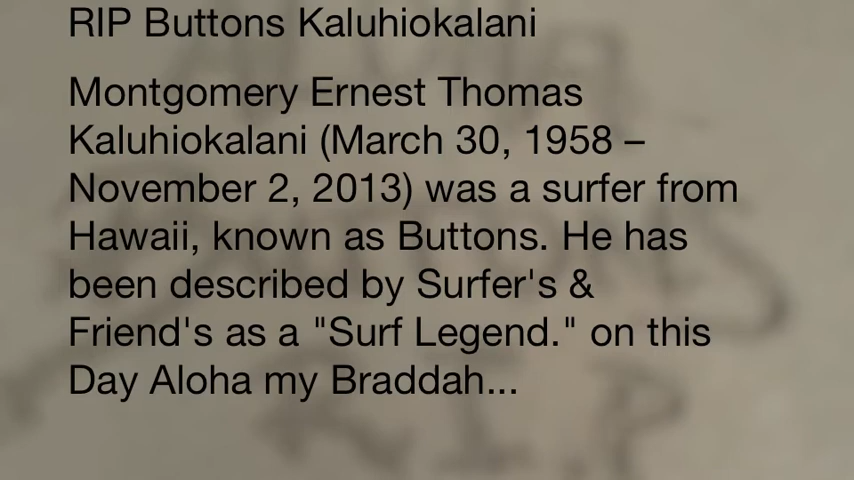 RIP Buttons Kaluhiokalani
Montgomery Ernest Thomas
Kaluhiokalani (March 30, 1958 –
November 2, 2013) was a surfer from
Hawaii, known as Buttons. He has
been described by Surfer's &
Friend's as a "Surf Legend." on this
Day Aloha my Braddah...